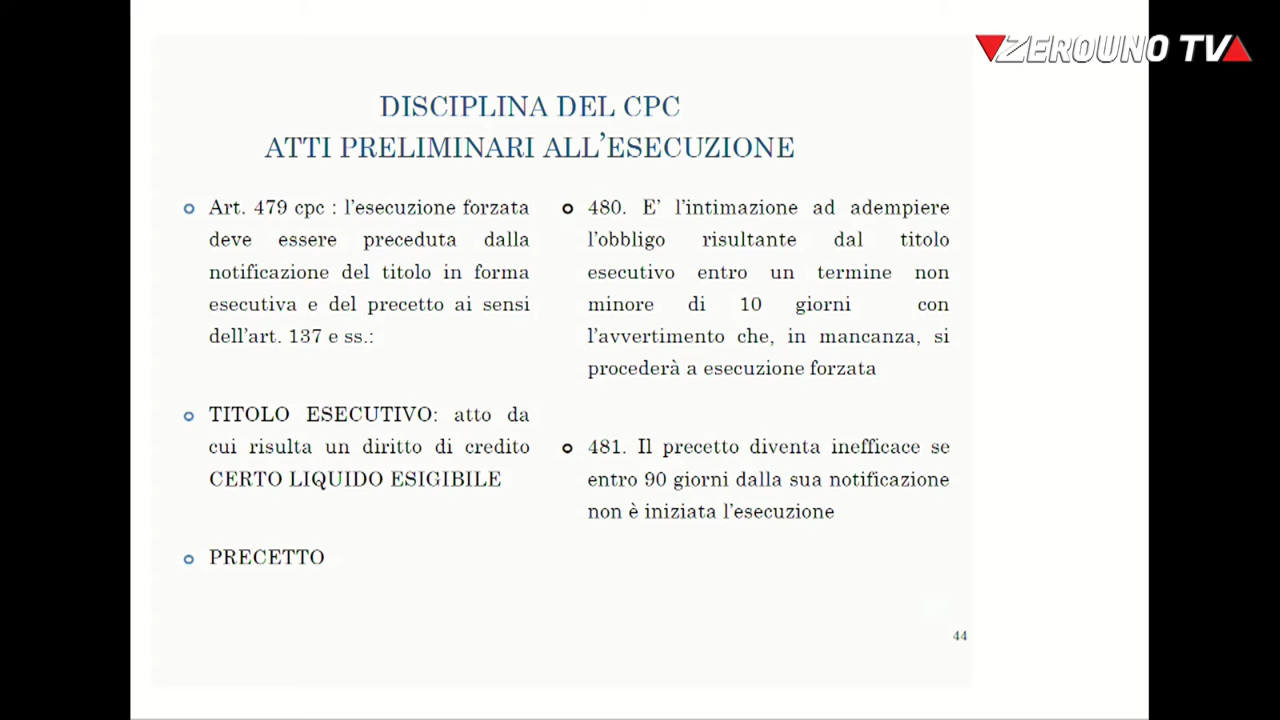 ZEROUNO TV
DISCIPLINA DEL CPC
ATTI PRELIMINARI ALL’ESECUZIONE
Art. 479 cpc : l’esecuzione forzata
deve essere preceduta dalla
notificazione del titolo in forma
esecutiva e del precetto ai sensi
dell’art. 137 e ss.:
TITOLO ESECUTIVO: atto da
cui risulta un diritto di credito
CERTO LIQUIDO ESIGIBILE
PRECETTO
480. E’ l’intimazione ad adempiere
l’obbligo risultante dal titolo
esecutivo entro un termine non
minore di 10 giorni con
l’avvertimento che, in mancanza, si
procederà a esecuzione forzata
481. Il precetto diventa inefficace se
entro 90 giorni dalla sua notificazione
non è iniziata l’esecuzione
44